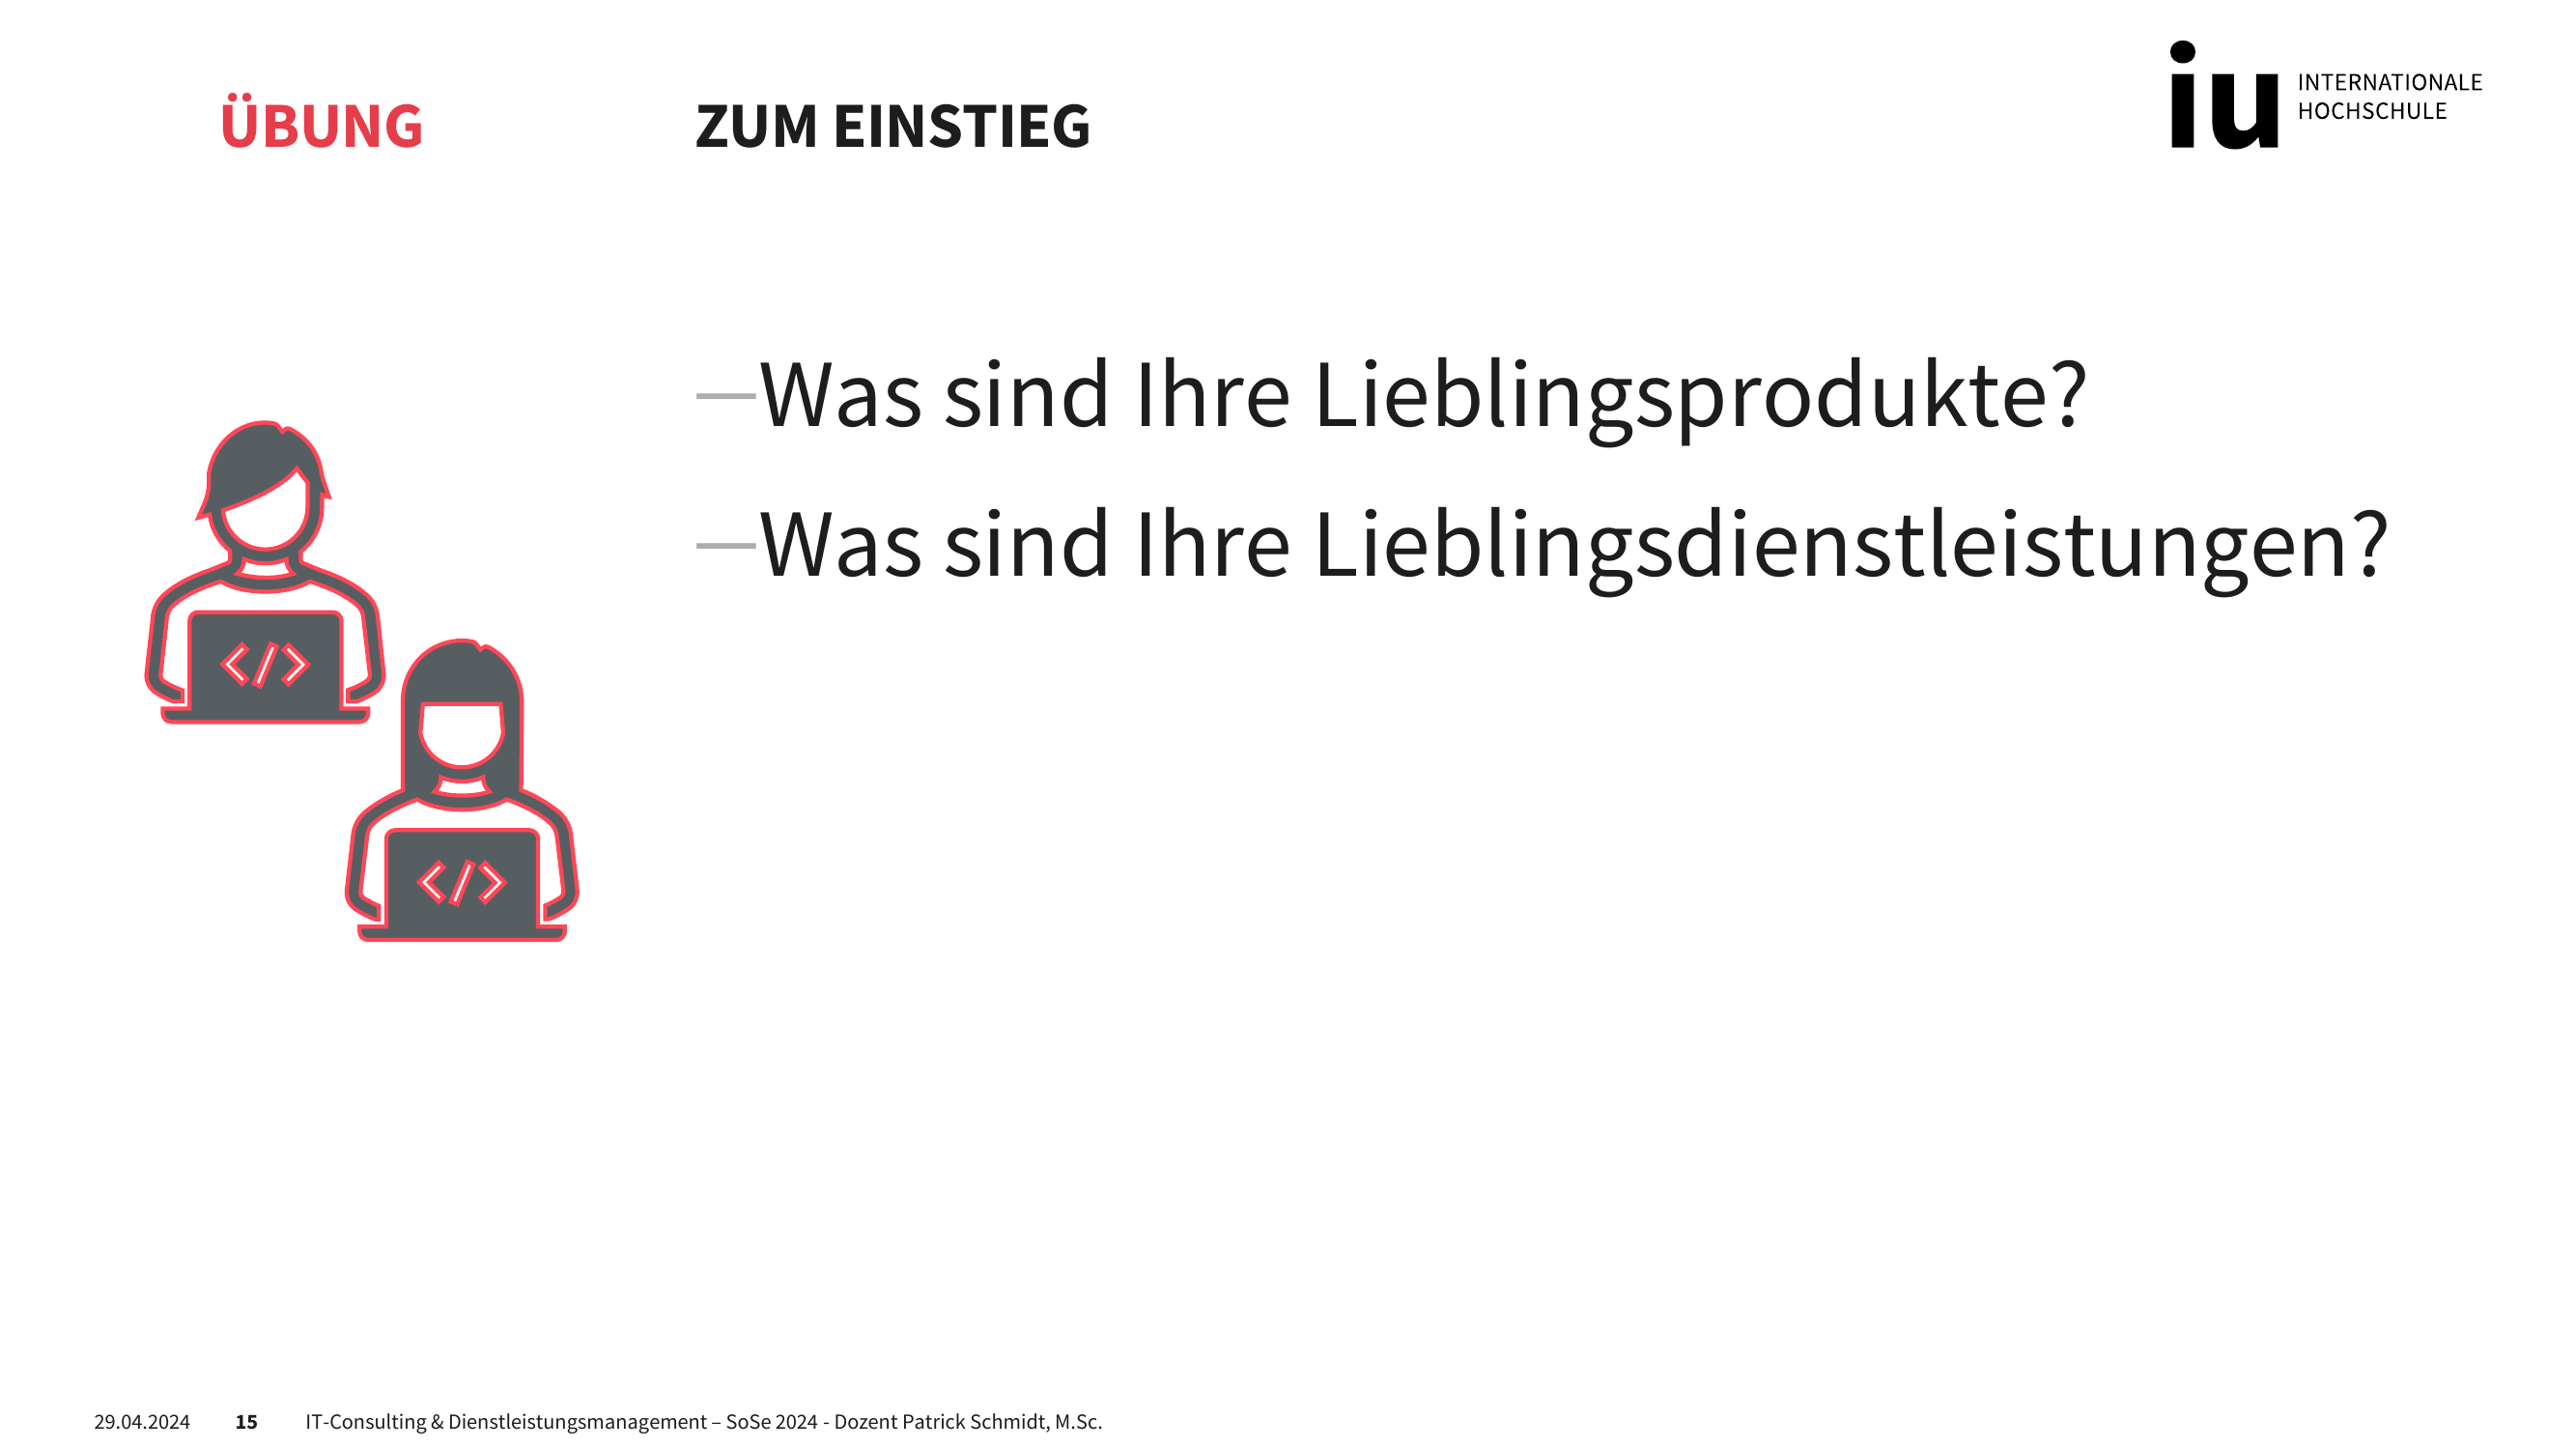 ÜBUNG
ZUM EINSTIEG
iu INTERNATIONALE
HOCHSCHULE
—Was sind Ihre Lieblingsprodukte?
—Was sind Ihre Lieblingsdienstleistungen?
</>
</>
29.04.2024 15 IT-Consulting & Dienstleistungsmanagement – SoSe 2024 - Dozent Patrick Schmidt, M.Sc.